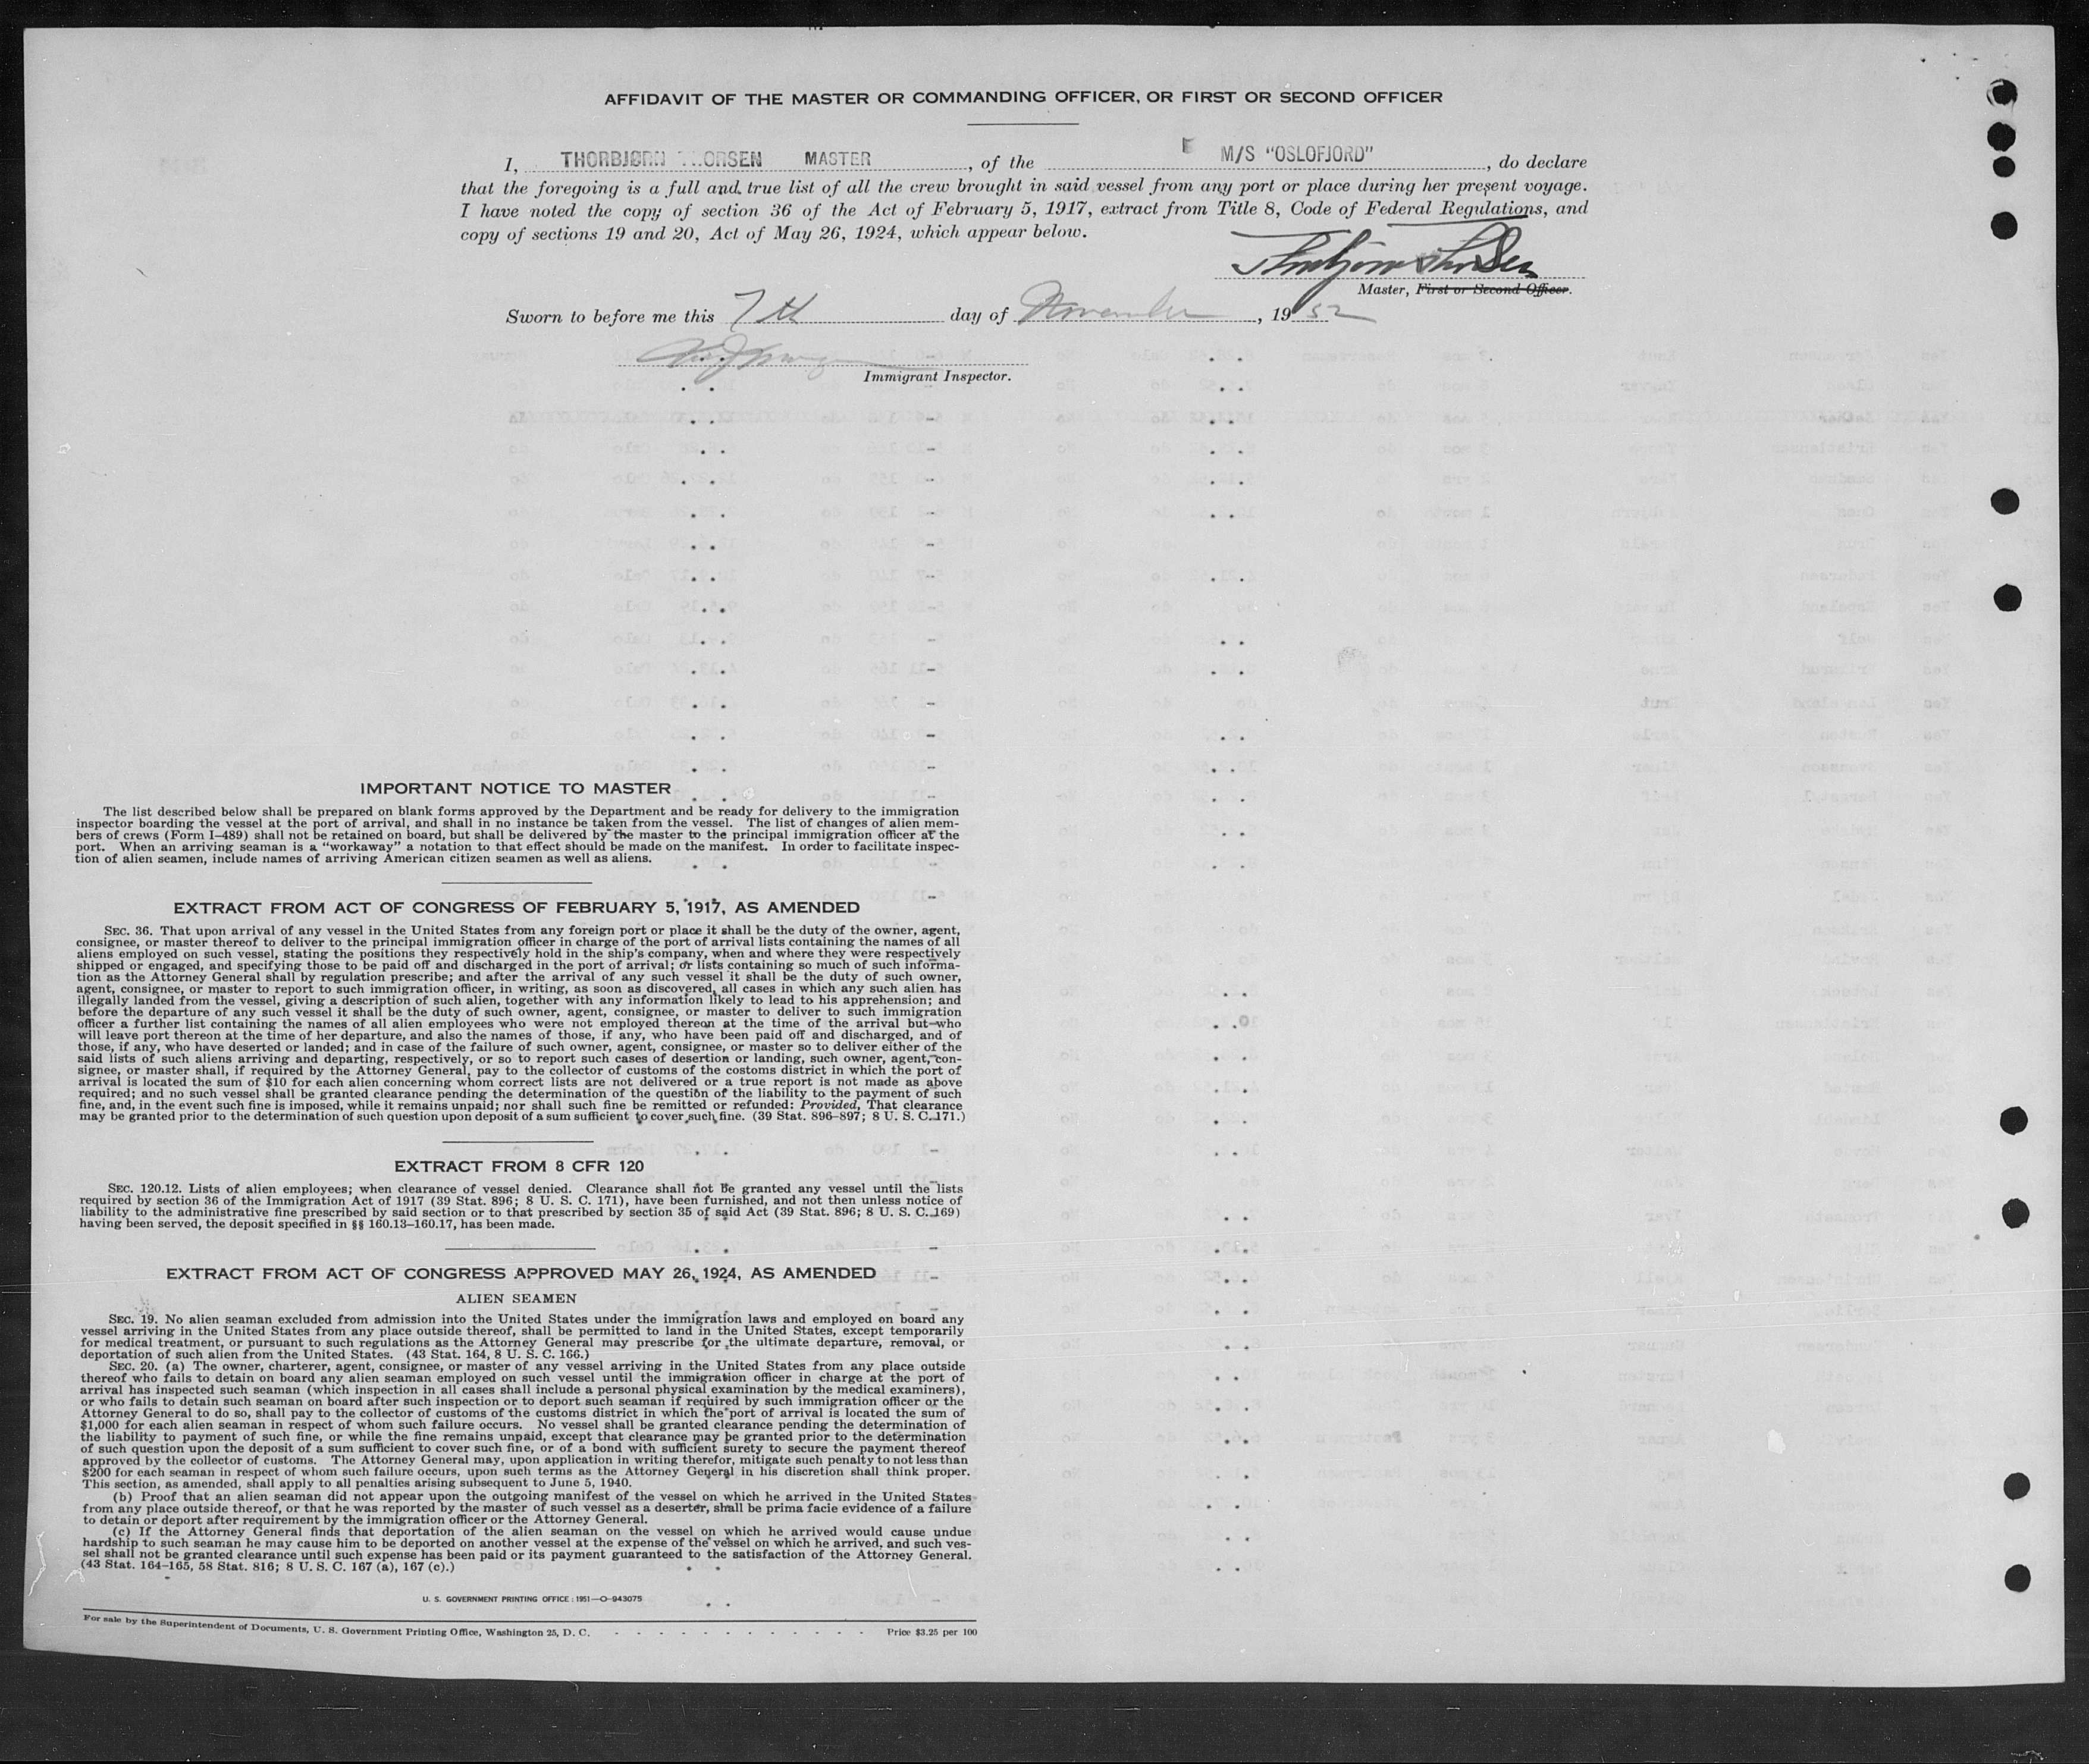 AFFIDAVIT OF THE MASTER OR COMMANDING OFFICER, OR FIRST OR SECOND OFFICER
I, THORBJØRN THORSEN MASTER, of the M/S "OSLOFJORD", do declare
that the foregoing is a full and true list of all the crew brought in said vessel from any port or place during her present voyage.
I have noted the copy of section 36 of the Act of February 5, 1917, extract from Title 8, Code of Federal Regulations, and
copy of sections 19 and 20, Act of May 26, 1924, which appear below.
Thorbjørn Thorsen
Master, First or Second Officer.
Sworn to before me this 7th day of November, 1952
Immigrant Inspector.
IMPORTANT NOTICE TO MASTER
The list described below shall be prepared on blank forms approved by the Department and be ready for delivery to the immigration
inspector boarding the vessel at the port of arrival, and shall in no instance be taken from the vessel. The list of changes of alien mem-
bers of crews (Form I–489) shall not be retained on board, but shall be delivered by the master to the principal immigration officer at the
port. When an arriving seaman is a "workaway" a notation to that effect should be made on the manifest. In order to facilitate inspec-
tion of alien seamen, include names of arriving American citizen seamen as well as aliens.
EXTRACT FROM ACT OF CONGRESS OF FEBRUARY 5, 1917, AS AMENDED
SEC. 36. That upon arrival of any vessel in the United States from any foreign port or place it shall be the duty of the owner, agent,
consignee, or master thereof to deliver to the principal immigration officer in charge of the port of arrival lists containing the names of all
aliens employed on such vessel, stating the positions they respectively hold in the ship's company, when and where they were respectively
shipped or engaged, and specifying those to be paid off and discharged in the port of arrival; or lists containing so much of such informa-
tion as the Attorney General shall by regulation prescribe; and after the arrival of any such vessel it shall be the duty of such owner,
agent, consignee, or master to report to such immigration officer, in writing, as soon as discovered, all cases in which any such alien has
illegally landed from the vessel, giving a description of such alien, together with any information likely to lead to his apprehension; and
before the departure of any such vessel it shall be the duty of such owner, agent, consignee, or master to deliver to such immigration
officer a further list containing the names of all alien employees who were not employed thereon at the time of the arrival but who
will leave port thereon at the time of her departure, and also the names of those, if any, who have been paid off and discharged, and of
those, if any, who have deserted or landed; and in case of the failure of such owner, agent, consignee, or master so to deliver either of the
said lists of such aliens arriving and departing, respectively, or so to report such cases of desertion or landing, such owner, agent, con-
signee, or master shall, if required by the Attorney General, pay to the collector of customs of the costoms district in which the port of
arrival is located the sum of $10 for each alien concerning whom correct lists are not delivered or a true report is not made as above
required; and no such vessel shall be granted clearance pending the determination of the question of the liability to the payment of such
fine, and, in the event such fine is imposed, while it remains unpaid; nor shall such fine be remitted or refunded: Provided, That clearance
may be granted prior to the determination of such question upon deposit of a sum sufficient to cover such fine. (39 Stat. 896–897; 8 U. S. C. 171.)
EXTRACT FROM 8 CFR 120
SEC. 120.12. Lists of alien employees; when clearance of vessel denied. Clearance shall not be granted any vessel until the lists
required by section 36 of the Immigration Act of 1917 (39 Stat. 896; 8 U. S. C. 171), have been furnished, and not then unless notice of
liability to the administrative fine prescribed by said section or to that prescribed by section 35 of said Act (39 Stat. 896; 8 U. S. C. 169)
having been served, the deposit specified in §§ 160.13–160.17, has been made.
EXTRACT FROM ACT OF CONGRESS APPROVED MAY 26, 1924, AS AMENDED
ALIEN SEAMEN
SEC. 19. No alien seaman excluded from admission into the United States under the immigration laws and employed on board any
vessel arriving in the United States from any place outside thereof, shall be permitted to land in the United States, except temporarily
for medical treatment, or pursuant to such regulations as the Attorney General may prescribe for the ultimate departure, removal, or
deportation of such alien from the United States. (43 Stat. 164, 8 U. S. C. 166.)
SEC. 20. (a) The owner, charterer, agent, consignee, or master of any vessel arriving in the United States from any place outside
thereof who fails to detain on board any alien seaman employed on such vessel until the immigration officer in charge at the port of
arrival has inspected such seaman (which inspection in all cases shall include a personal physical examination by the medical examiners),
or who fails to detain such seaman on board after such inspection or to deport such seaman if required by such immigration officer or the
Attorney General to do so, shall pay to the collector of customs of the customs district in which the port of arrival is located the sum of
$1,000 for each alien seaman in respect of whom such failure occurs. No vessel shall be granted clearance pending the determination of
the liability to payment of such fine, or while the fine remains unpaid, except that clearance may be granted prior to the determination
of such question upon the deposit of a sum sufficient to cover such fine, or of a bond with sufficient surety to secure the payment thereof
approved by the collector of customs. The Attorney General may, upon application in writing therefor, mitigate such penalty to not less than
$200 for each seaman in respect of whom such failure occurs, upon such terms as the Attorney General in his discretion shall think proper.
This section, as amended, shall apply to all penalties arising subsequent to June 5, 1940.
(b) Proof that an alien seaman did not appear upon the outgoing manifest of the vessel on which he arrived in the United States
from any place outside thereof, or that he was reported by the master of such vessel as a deserter, shall be prima facie evidence of a failure
to detain or deport after requirement by the immigration officer or the Attorney General.
(c) If the Attorney General finds that deportation of the alien seaman on the vessel on which he arrived would cause undue
hardship to such seaman he may cause him to be deported on another vessel at the expense of the vessel on which he arrived, and such ves-
sel shall not be granted clearance until such expense has been paid or its payment guaranteed to the satisfaction of the Attorney General.
(43 Stat. 164–165, 58 Stat. 816; 8 U. S. C. 167 (a), 167 (c).)
U. S. GOVERNMENT PRINTING OFFICE : 1951—O-943075
For sale by the Superintendent of Documents, U. S. Government Printing Office, Washington 25, D. C. - - - - - - - - - - - Price $3.25 per 100